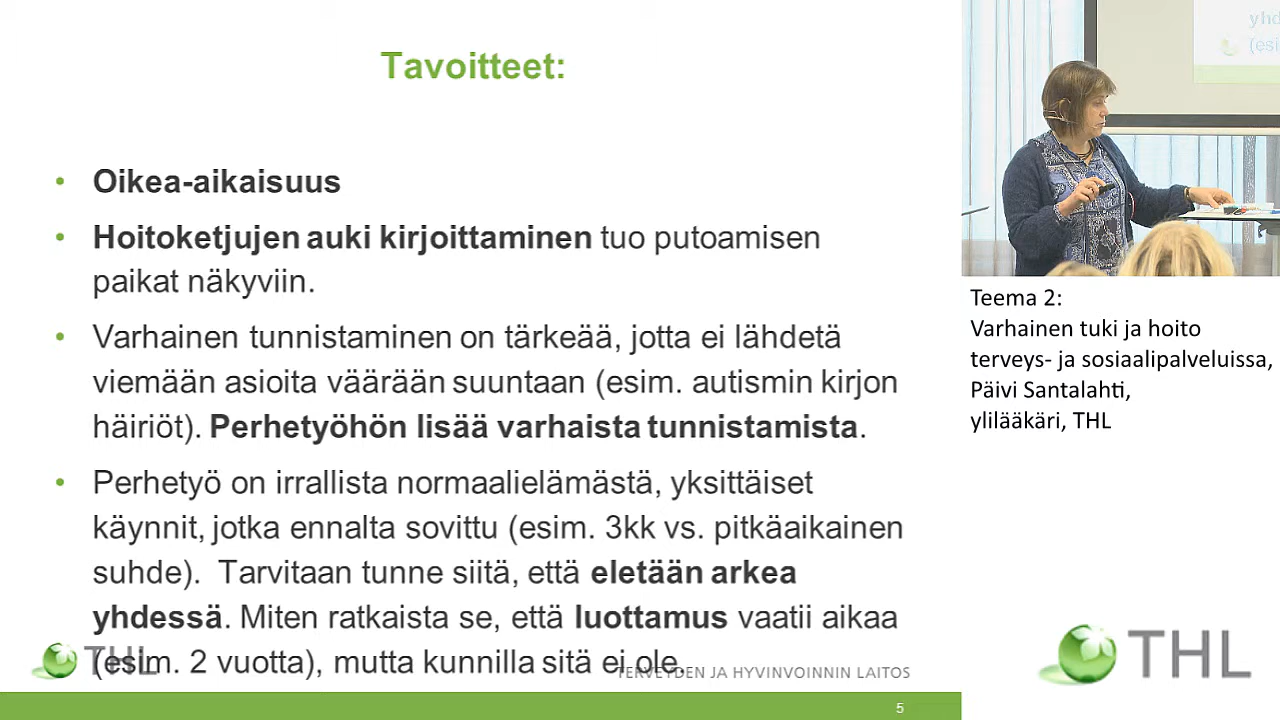 Tavoitteet:
• Oikea-aikaisuus
• Hoitoketjujen auki kirjoittaminen tuo putoamisen
paikat näkyviin.
• Varhainen tunnistaminen on tärkeää, jotta ei lähdetä
viemään asioita väärään suuntaan (esim. autismin kirjon
häiriöt). Perhetyöhön lisää varhaista tunnistamista.
• Perhetyö on irrallista normaalielämästä, yksittäiset
käynnit, jotka ennalta sovittu (esim. 3kk vs. pitkäaikainen
suhde).  Tarvitaan tunne siitä, että eletään arkea
yhdessä. Miten ratkaista se, että luottamus vaatii aikaa
(esim. 2 vuotta), mutta kunnilla sitä ei ole.
THL
TERVEYDEN JA HYVINVOINNIN LAITOS
5
yhd
(esi
Teema 2:
Varhainen tuki ja hoito
terveys- ja sosiaalipalveluissa,
Päivi Santalahti,
ylilääkäri, THL
THL